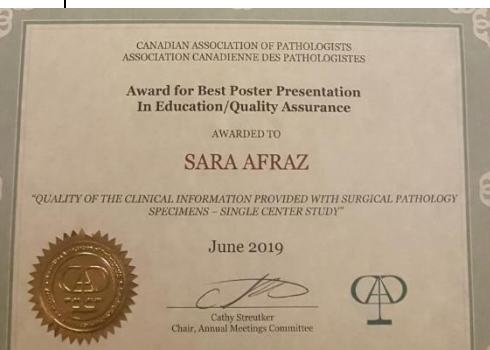 CANADIAN ASSOCIATION OF PATHOLOGISTS
ASSOCIATION CANADIENNE DES PATHOLOGISTES
Award for Best Poster Presentation
In Education/Quality Assurance
AWARDED TO
SARA AFRAZ
"QUALITY OF THE CLINICAL INFORMATION PROVIDED WITH SURGICAL PATHOLOGY
SPECIMENS – SINGLE CENTER STUDY"
June 2019
Cathy Streutker
Chair, Annual Meetings Committee